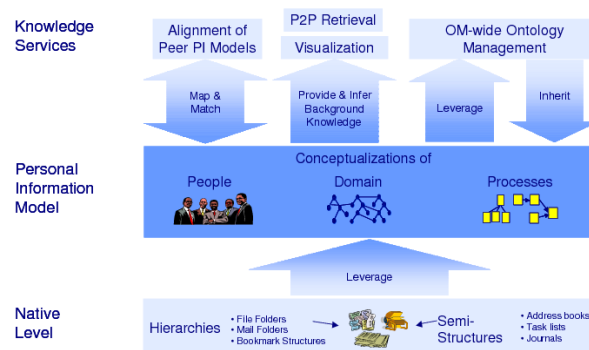 Knowledge
Services
Alignment of
Peer PI Models
P2P Retrieval
Visualization
OM-wide Ontology
Management
Map &
Match
Provide & Infer
Background
Knowledge
Leverage
Inherit
Personal
Information
Model
Conceptualizations of
People
Domain
Processes
Leverage
Native
Level
Hierarchies
• File Folders
• Mail Folders
• Bookmark Structures
Semi-
Structures
• Address books
• Task lists
• Journals